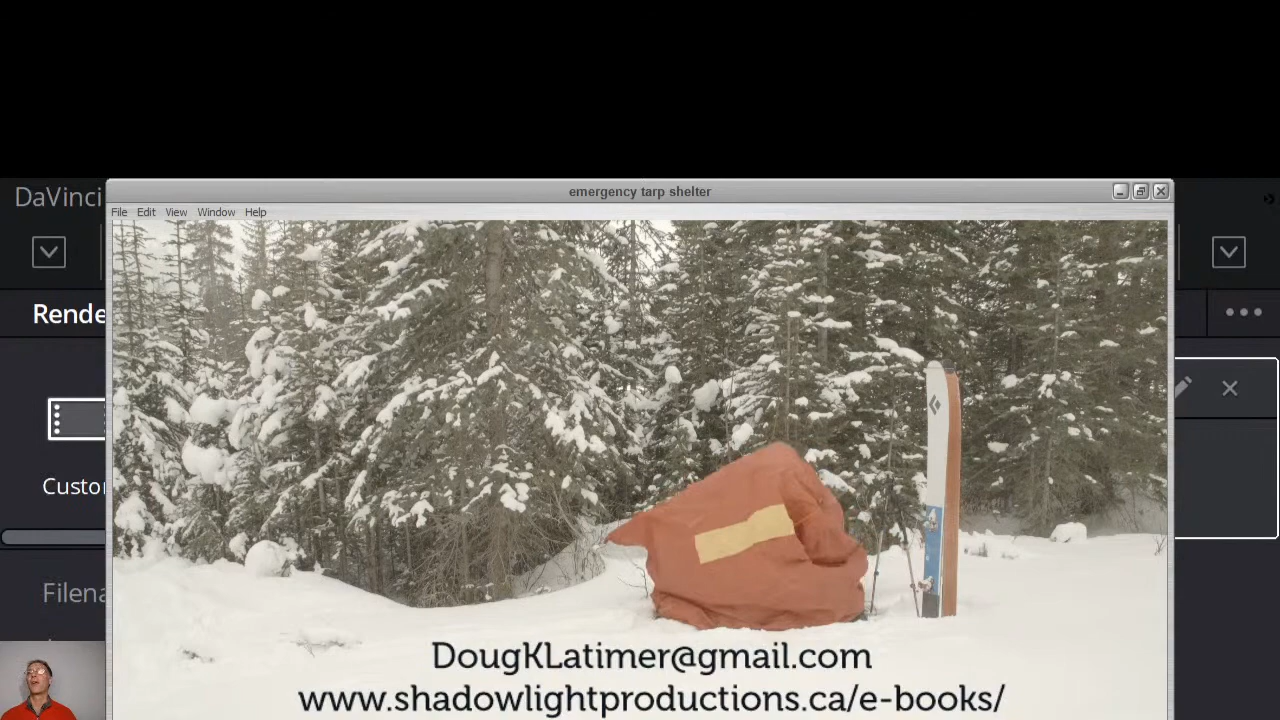 emergency tarp shelter
DaVinci
File Edit View Window Help
Rende
Custo
Filena
DougKLatimer@gmail.com
www.shadowlightproductions.ca/e-books/